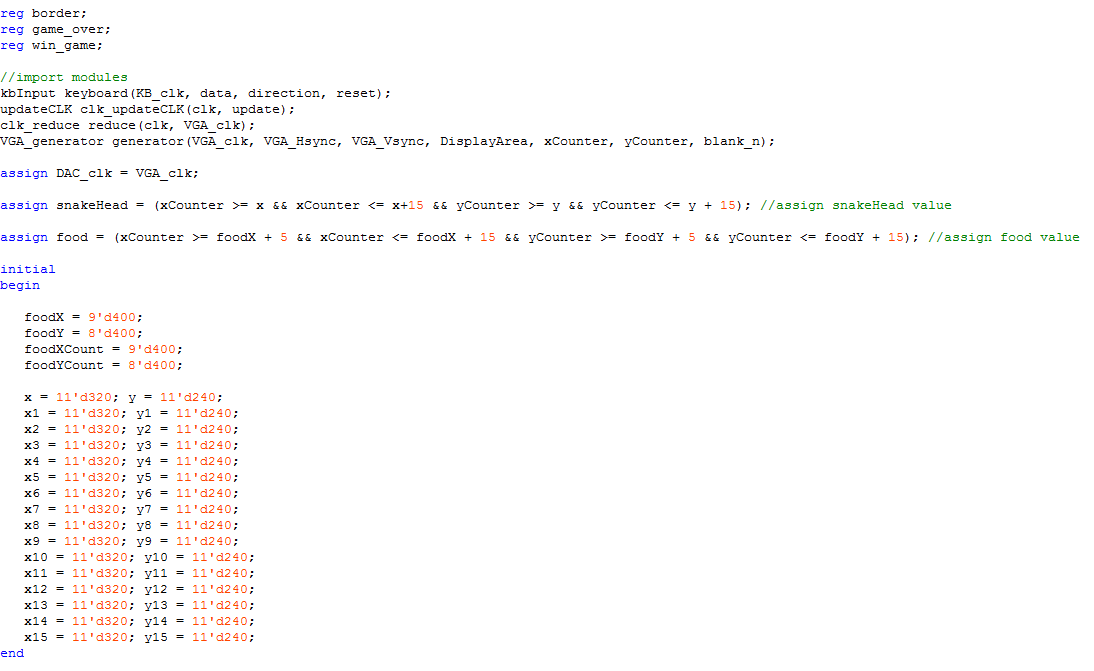 reg border;
reg game_over;
reg win_game;
//import modules
kbInput keyboard(KB_clk, data, direction, reset);
updateCLK clk_updateCLK(clk, update);
clk_reduce reduce(clk, VGA_clk);
VGA_generator generator(VGA_clk, VGA_Hsync, VGA_Vsync, DisplayArea, xCounter, yCounter, blank_n);
assign DAC_clk = VGA_clk;
assign snakeHead = (xCounter >= x && xCounter <= x+15 && yCounter >= y && yCounter <= y + 15); //assign snakeHead value
assign food = (xCounter >= foodX + 5 && xCounter <= foodX + 15 && yCounter >= foodY + 5 && yCounter <= foodY + 15); //assign food value
initial
begin
foodX = 9'd400;
foodY = 8'd400;
foodXCount = 9'd400;
foodYCount = 8'd400;
x = 11'd320; y = 11'd240;
x1 = 11'd320; y1 = 11'd240;
x2 = 11'd320; y2 = 11'd240;
x3 = 11'd320; y3 = 11'd240;
x4 = 11'd320; y4 = 11'd240;
x5 = 11'd320; y5 = 11'd240;
x6 = 11'd320; y6 = 11'd240;
x7 = 11'd320; y7 = 11'd240;
x8 = 11'd320; y8 = 11'd240;
x9 = 11'd320; y9 = 11'd240;
x10 = 11'd320; y10 = 11'd240;
x11 = 11'd320; y11 = 11'd240;
x12 = 11'd320; y12 = 11'd240;
x13 = 11'd320; y13 = 11'd240;
x14 = 11'd320; y14 = 11'd240;
x15 = 11'd320; y15 = 11'd240;
end